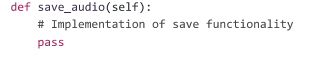 def save_audio(self):
    # Implementation of save functionality
    pass